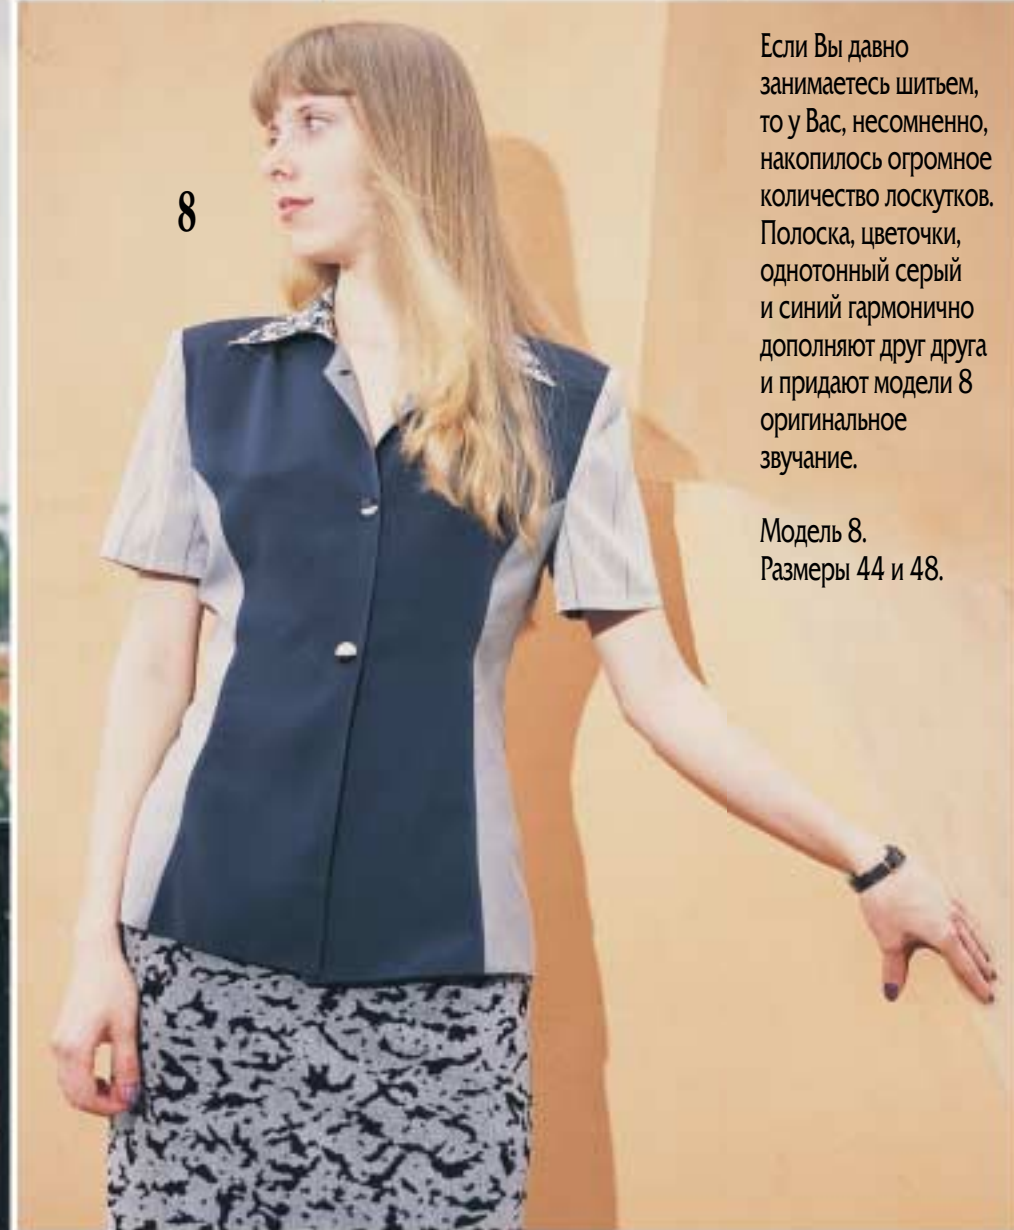 8
Если Вы давно
занимаетесь шитьем,
то у Вас, несомненно,
накопилось огромное
количество лоскутков.
Полоска, цветочки,
однотонный серый
и синий гармонично
дополняют друг друга
и придают модели 8
оригинальное
звучание.
Модель 8.
Размеры 44 и 48.